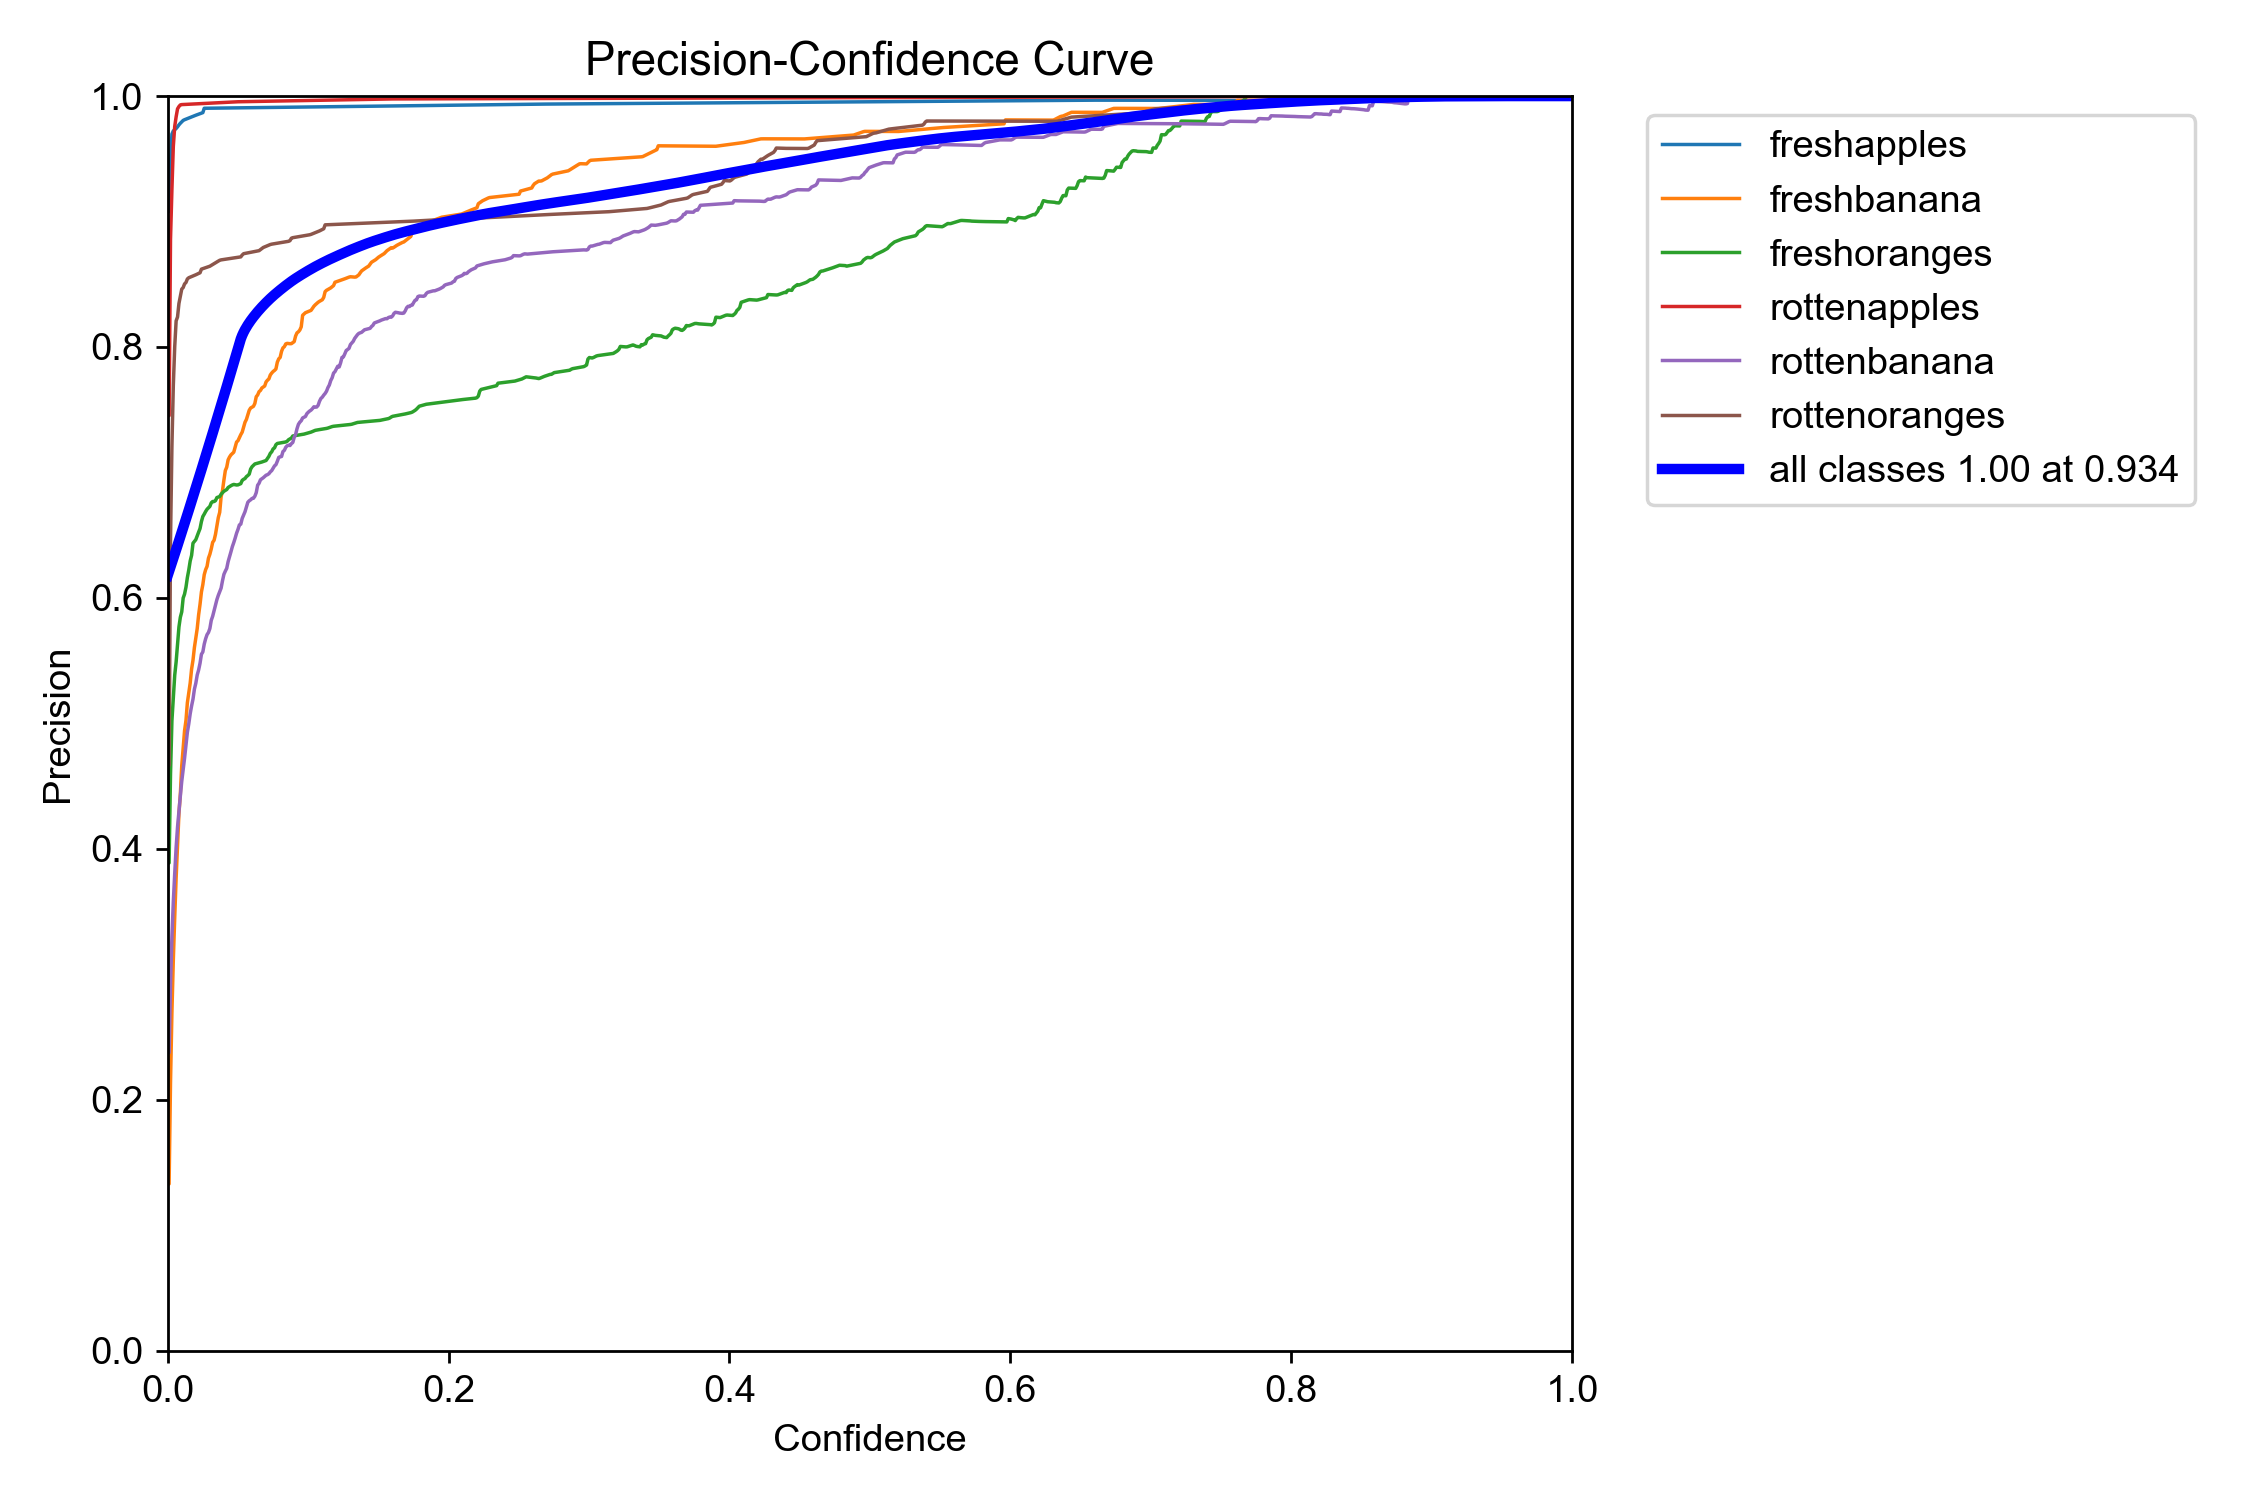 Precision-Confidence Curve
1.0
0.8
0.6
0.4
0.2
0.0
Precision
0.0 0.2 0.4 0.6 0.8 1.0
Confidence
freshapples
freshbanana
freshoranges
rottenapples
rottenbanana
rottenoranges
all classes 1.00 at 0.934